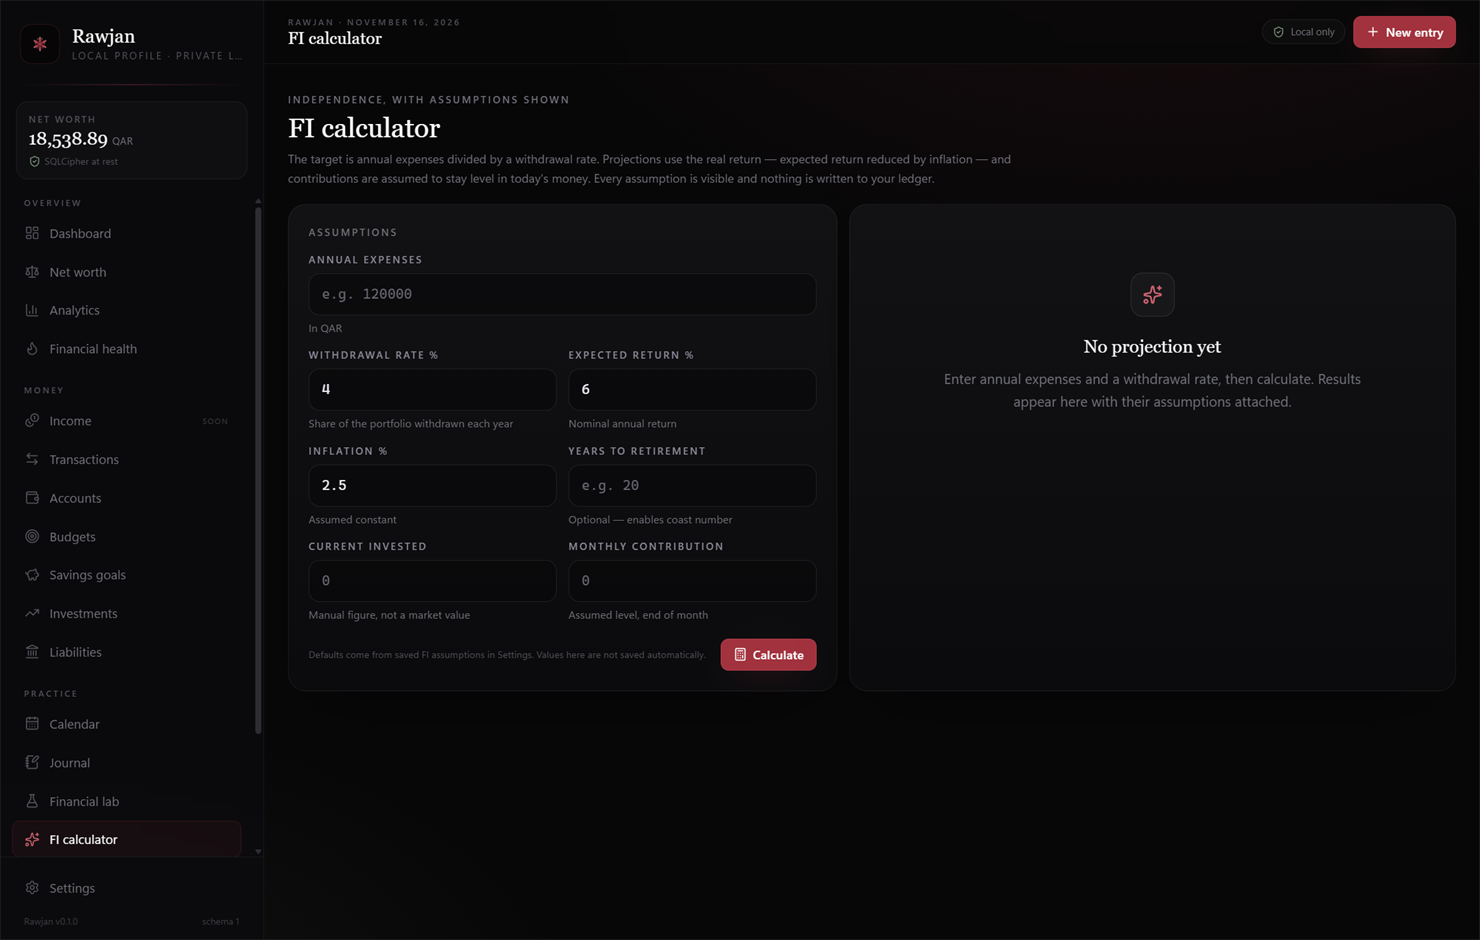 Rawjan
LOCAL PROFILE · PRIVATE L...
NET WORTH
18,538.89 QAR
SQLCipher at rest
OVERVIEW
Dashboard
Net worth
Analytics
Financial health
MONEY
Income SOON
Transactions
Accounts
Budgets
Savings goals
Investments
Liabilities
PRACTICE
Calendar
Journal
Financial lab
FI calculator
Settings
Rawjan v0.1.0 schema 1
RAWJAN · NOVEMBER 16, 2026
FI calculator
Local only
New entry
INDEPENDENCE, WITH ASSUMPTIONS SHOWN
FI calculator
The target is annual expenses divided by a withdrawal rate. Projections use the real return — expected return reduced by inflation — and
contributions are assumed to stay level in today's money. Every assumption is visible and nothing is written to your ledger.
ASSUMPTIONS
ANNUAL EXPENSES
e.g. 120000
In QAR
WITHDRAWAL RATE % EXPECTED RETURN %
4 6
Share of the portfolio withdrawn each year Nominal annual return
INFLATION % YEARS TO RETIREMENT
2.5 e.g. 20
Assumed constant Optional — enables coast number
CURRENT INVESTED MONTHLY CONTRIBUTION
0 0
Manual figure, not a market value Assumed level, end of month
Defaults come from saved FI assumptions in Settings. Values here are not saved automatically.
Calculate
No projection yet
Enter annual expenses and a withdrawal rate, then calculate. Results
appear here with their assumptions attached.